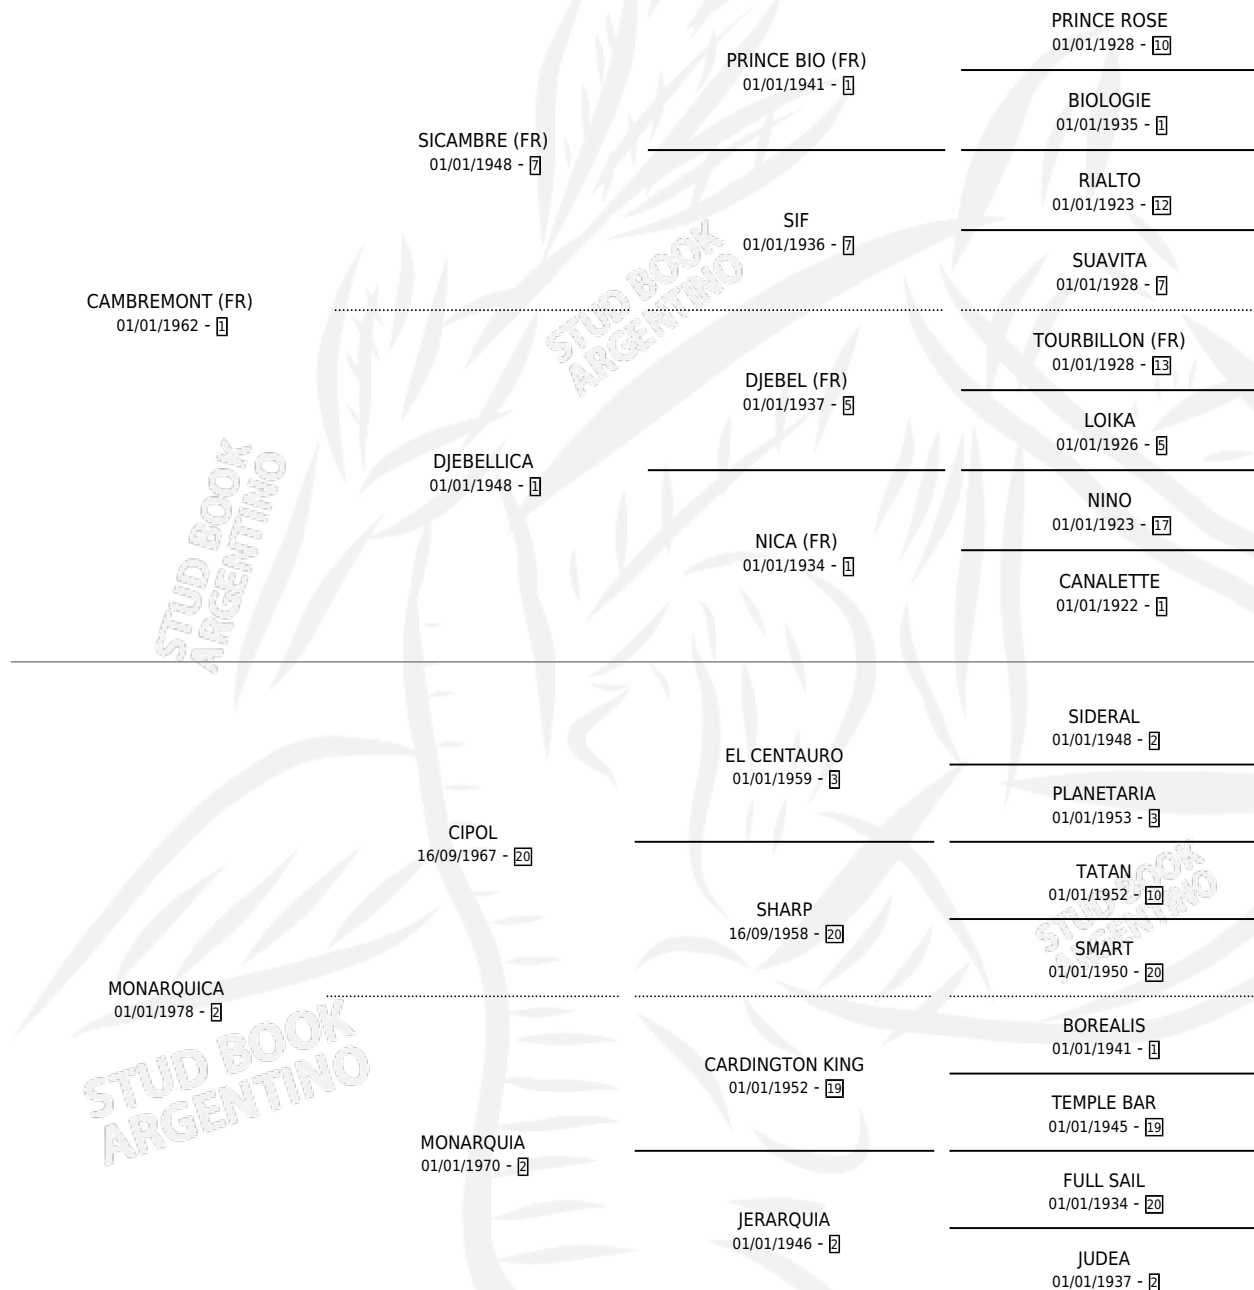 CAMBREMONT (FR)
01/01/1962 - 1
SICAMBRE (FR)
01/01/1948 - 7
DJEBELLICA
01/01/1948 - 1
PRINCE BIO (FR)
01/01/1941 - 1
SIF
01/01/1936 - 7
DJEBEL (FR)
01/01/1937 - 5
NICA (FR)
01/01/1934 - 1
PRINCE ROSE
01/01/1928 - 10
BIOLOGIE
01/01/1935 - 1
RIALTO
01/01/1923 - 12
SUAVITA
01/01/1928 - 7
TOURBILLON (FR)
01/01/1928 - 13
LOIKA
01/01/1926 - 5
NINO
01/01/1923 - 17
CANALETTE
01/01/1922 - 1
MONARQUICA
01/01/1978 - 2
CIPOL
16/09/1967 - 20
MONARQUIA
01/01/1970 - 2
EL CENTAURO
01/01/1959 - 3
SHARP
16/09/1958 - 20
CARDINGTON KING
01/01/1952 - 19
JERARQUIA
01/01/1946 - 2
SIDERAL
01/01/1948 - 2
PLANETARIA
01/01/1953 - 3
TATAN
01/01/1952 - 10
SMART
01/01/1950 - 20
BOREALIS
01/01/1941 - 1
TEMPLE BAR
01/01/1945 - 19
FULL SAIL
01/01/1934 - 20
JUDEA
01/01/1937 - 2
STUD BOOK
ARGENTINO
STUD BOOK
ARGENTINO
STUD BOOK
ARGENTINO
STUD BOOK
ARGENTINO